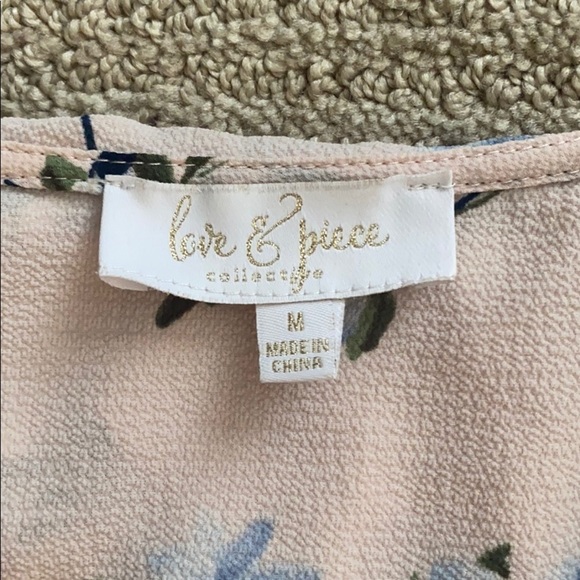 love & piece
collective
M
MADE IN
CHINA